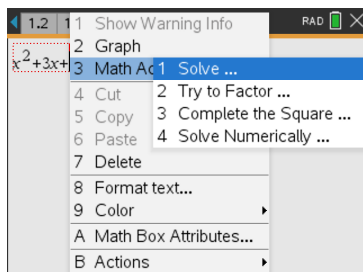 1.2 1 RAD
1 Show Warning Info
2 Graph
x²+3x+
3 Math Ac
1 Solve ...
2 Try to Factor ...
3 Complete the Square ...
4 Solve Numerically ...
4 Cut
5 Copy
6 Paste
7 Delete
8 Format text...
9 Color
A Math Box Attributes...
B Actions